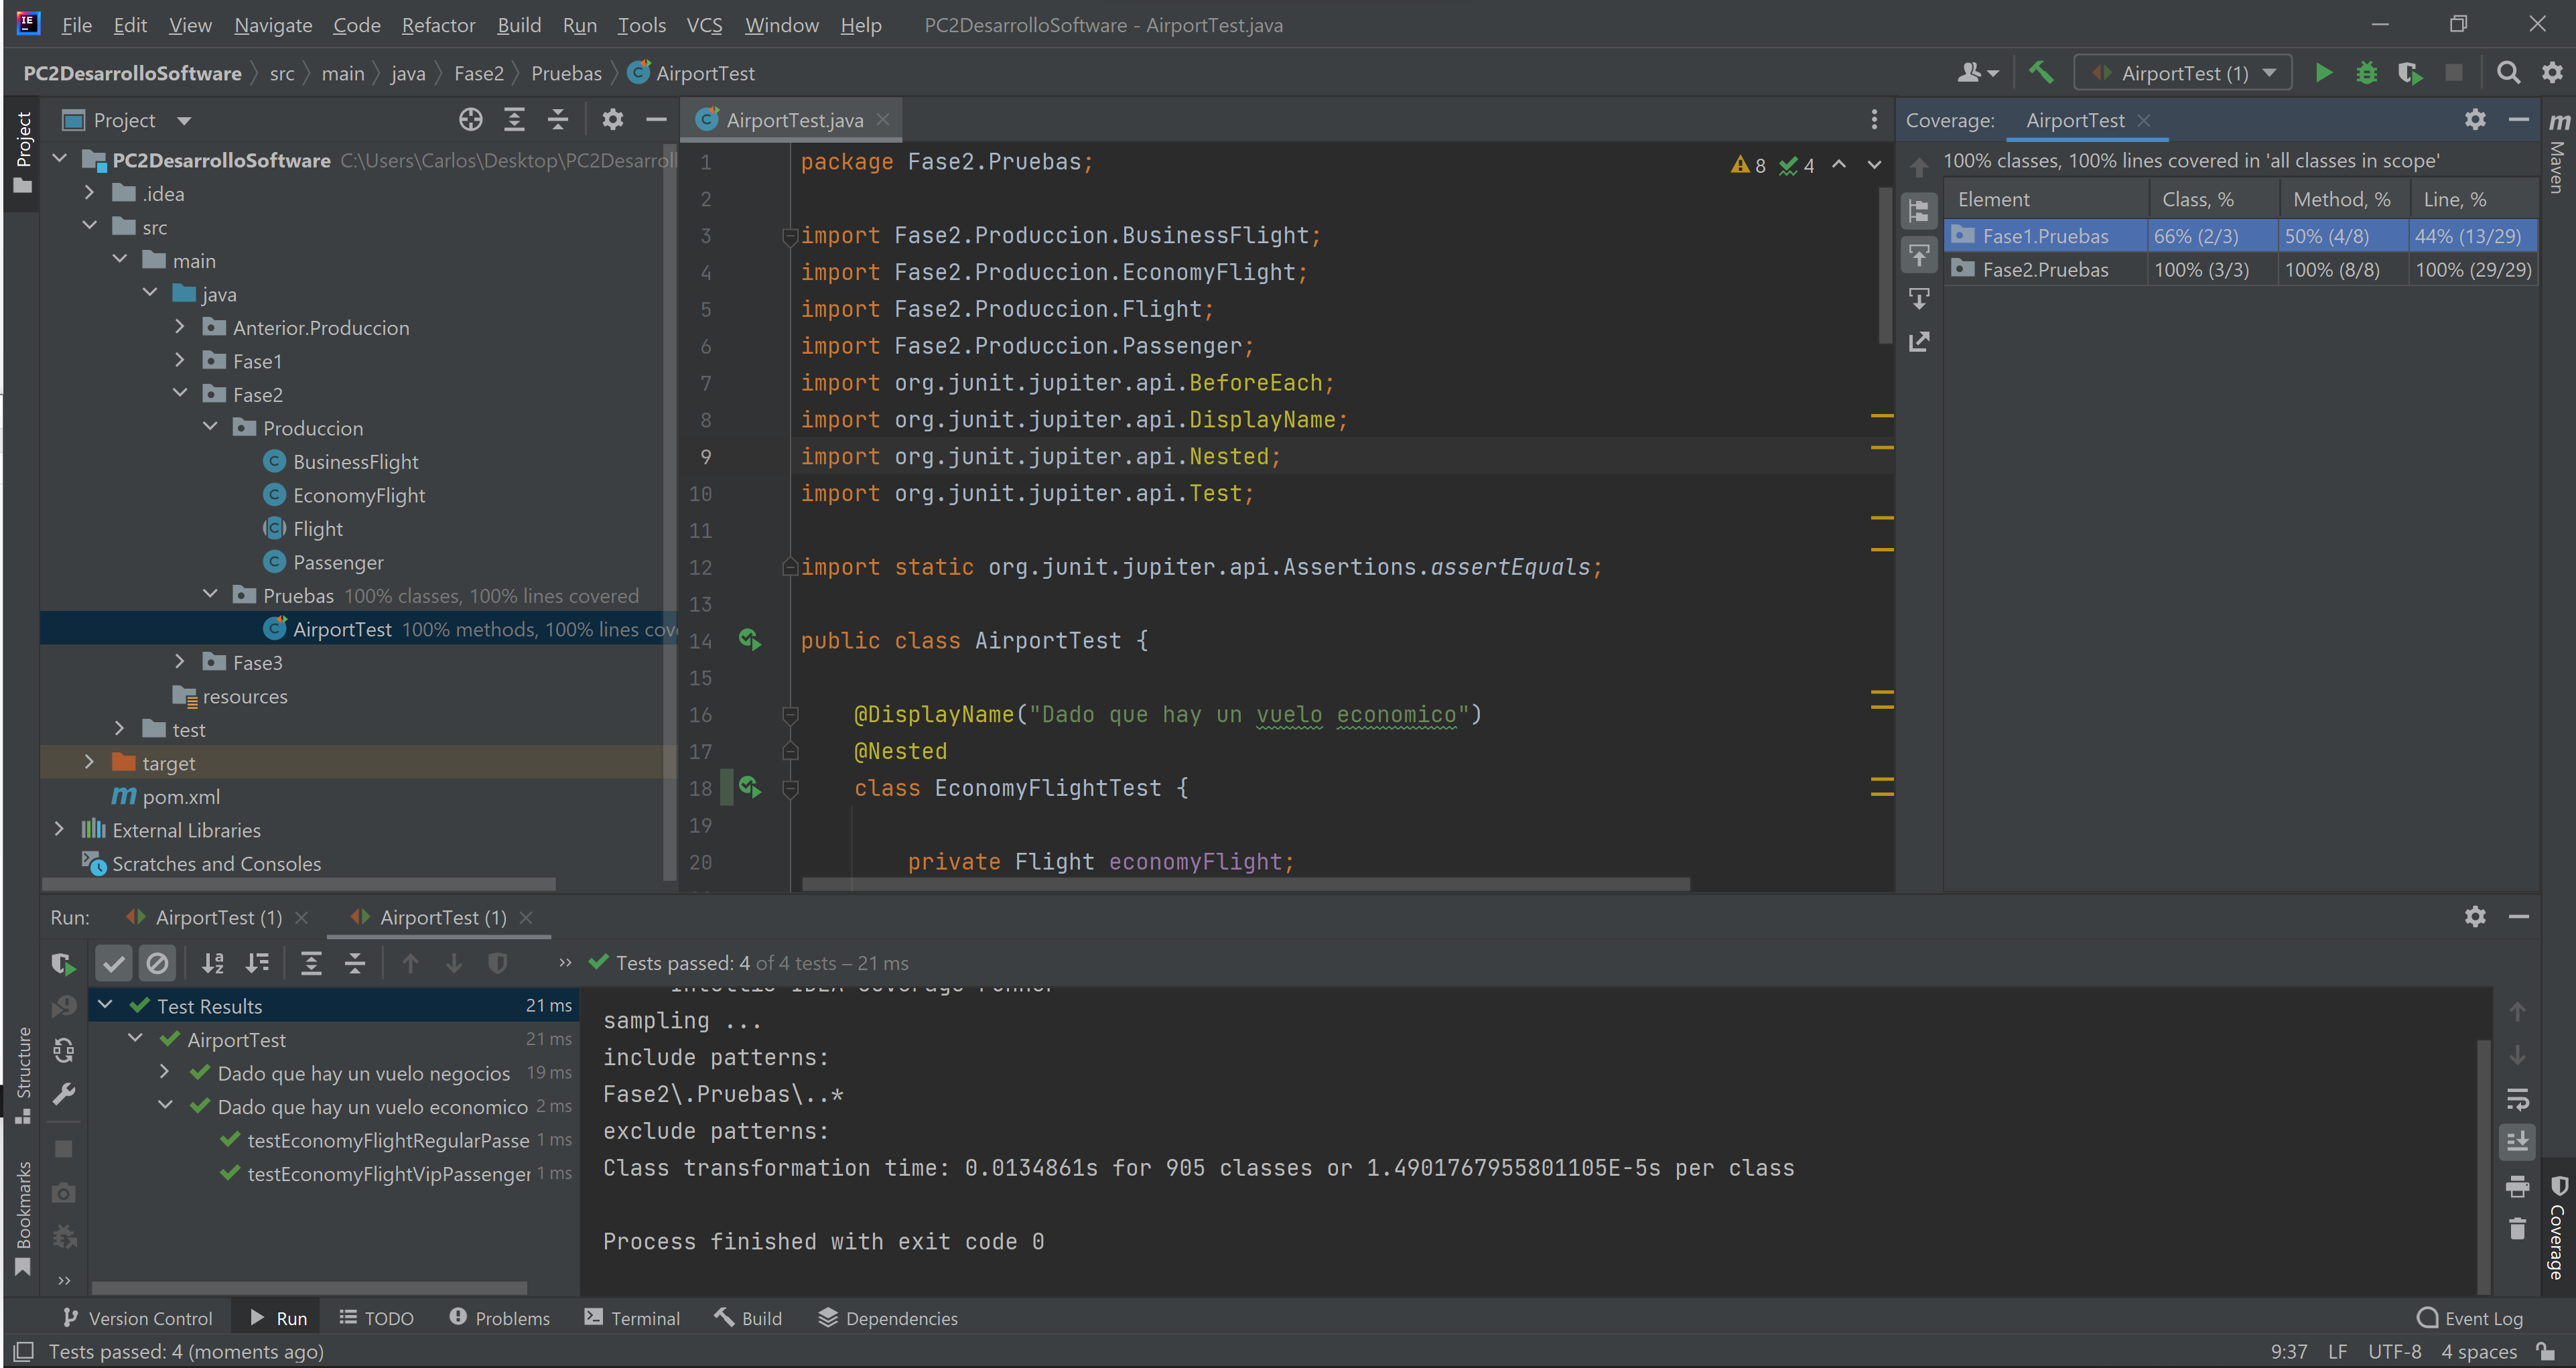 File Edit View Navigate Code Refactor Build Run Tools VCS Window Help PC2DesarrolloSoftware - AirportTest.java
PC2DesarrolloSoftware src main java Fase2 Pruebas AirportTest
AirportTest (1)
Project
Project
PC2DesarrolloSoftware C:\Users\Carlos\Desktop\PC2Desarroll
.idea
src
main
java
Anterior.Produccion
Fase1
Fase2
Produccion
BusinessFlight
EconomyFlight
Flight
Passenger
Pruebas 100% classes, 100% lines covered
AirportTest 100% methods, 100% lines cov
Fase3
resources
test
target
pom.xml
External Libraries
Scratches and Consoles
AirportTest.java
8 4
1 package Fase2.Pruebas;
2
3 import Fase2.Produccion.BusinessFlight;
4 import Fase2.Produccion.EconomyFlight;
5 import Fase2.Produccion.Flight;
6 import Fase2.Produccion.Passenger;
7 import org.junit.jupiter.api.BeforeEach;
8 import org.junit.jupiter.api.DisplayName;
9 import org.junit.jupiter.api.Nested;
10 import org.junit.jupiter.api.Test;
11
12 import static org.junit.jupiter.api.Assertions.assertEquals;
13
14 public class AirportTest {
15
16 @DisplayName("Dado que hay un vuelo economico")
17 @Nested
18 class EconomyFlightTest {
19
20 private Flight economyFlight;
Coverage: AirportTest
100% classes, 100% lines covered in 'all classes in scope'
Element Class, % Method, % Line, %
Fase1.Pruebas 66% (2/3) 50% (4/8) 44% (13/29)
Fase2.Pruebas 100% (3/3) 100% (8/8) 100% (29/29)
Maven
Run: AirportTest (1) AirportTest (1)
Tests passed: 4 of 4 tests – 21 ms
Test Results 21 ms
AirportTest 21 ms
Dado que hay un vuelo negocios 19 ms
Dado que hay un vuelo economico 2 ms
testEconomyFlightRegularPasse 1 ms
testEconomyFlightVipPassenger 1 ms
sampling ...
include patterns:
Fase2\.Pruebas\..*
exclude patterns:
Class transformation time: 0.0134861s for 905 classes or 1.4901767955801105E-5s per class
Process finished with exit code 0
Structure
Bookmarks
Coverage
Version Control Run TODO Problems Terminal Build Dependencies Event Log
Tests passed: 4 (moments ago) 9:37 LF UTF-8 4 spaces